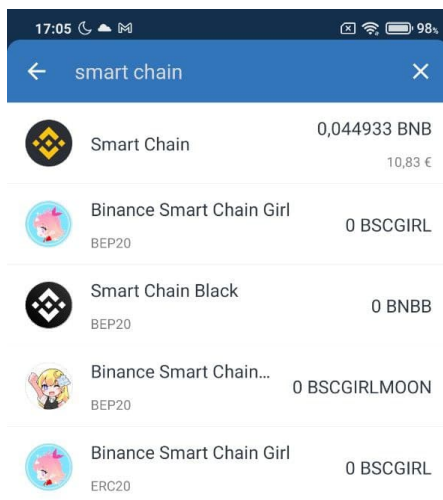 17:05 98%
smart chain
Smart Chain 0,044933 BNB
10,83 €
Binance Smart Chain Girl 0 BSCGIRL
BEP20
Smart Chain Black 0 BNBB
BEP20
Binance Smart Chain... 0 BSCGIRLMOON
BEP20
Binance Smart Chain Girl 0 BSCGIRL
ERC20